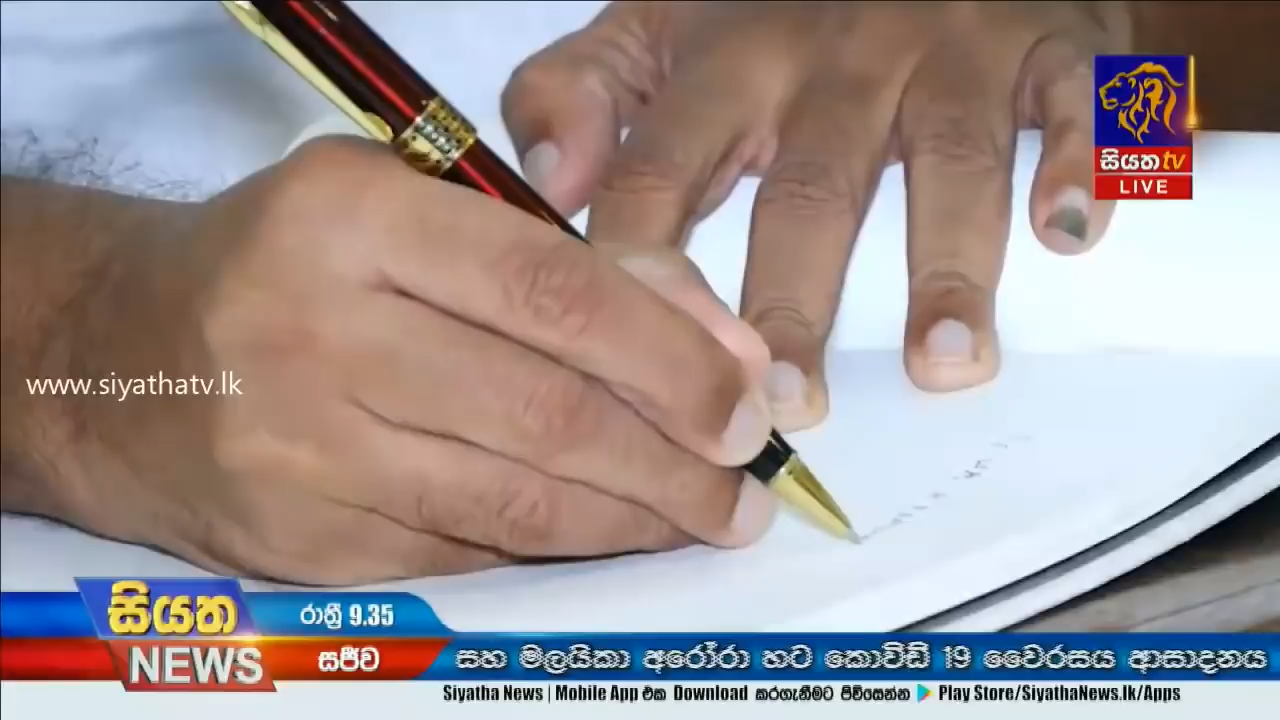 සියත tv
LIVE
www.siyathatv.lk
සියත
NEWS
රාත්‍රී 9.35
සජීව
සහ මලයිකා අරෝරා හට කොවිඩ් 19 වෛරසය ආසාදනය
Siyatha News | Mobile App එක Download කරගැනීමට පිවිසෙන්න Play Store/SiyathaNews.lk/Apps